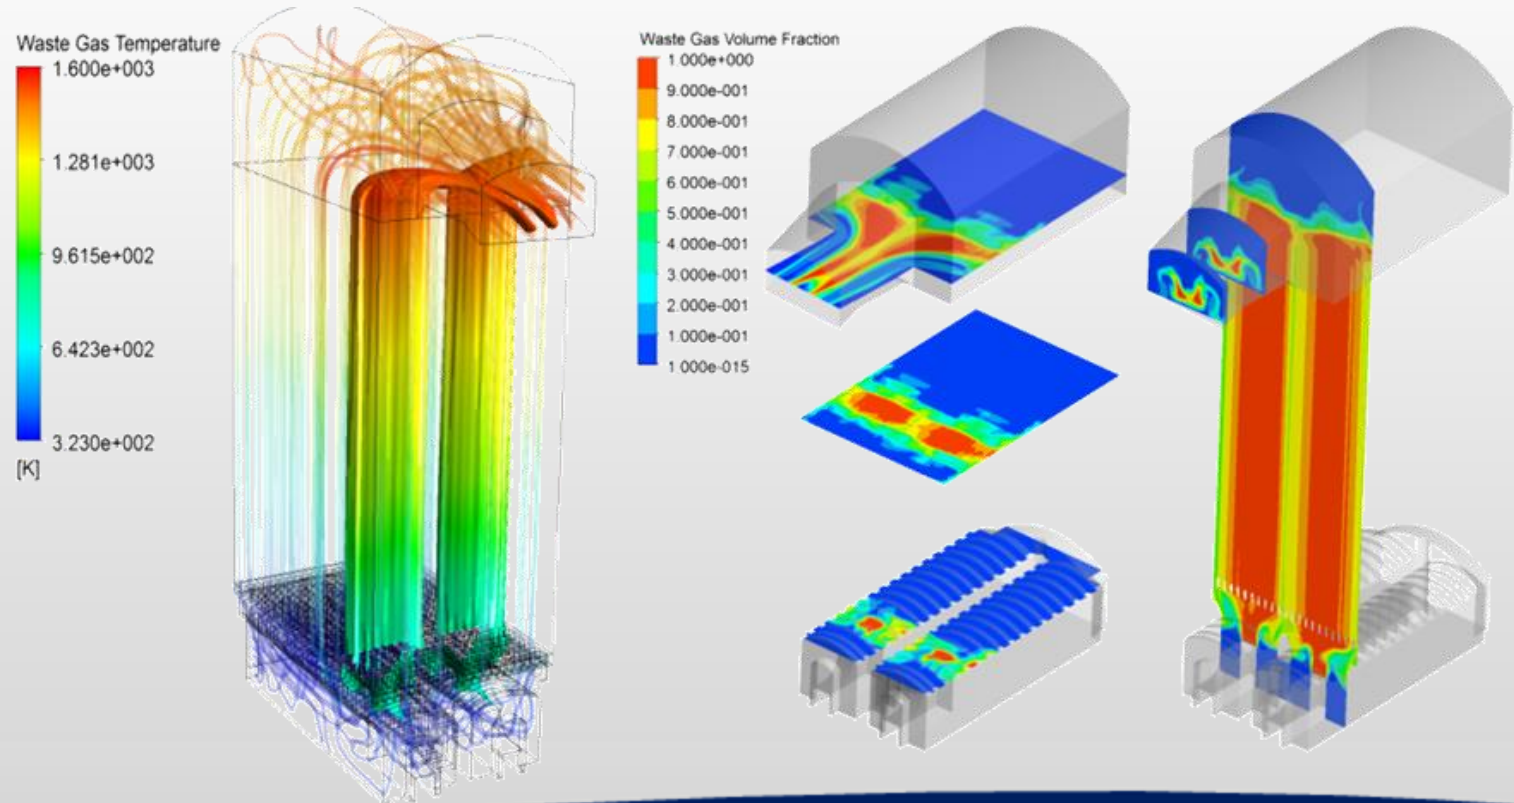 Waste Gas Temperature
1.600e+003
1.281e+003
9.615e+002
6.423e+002
3.230e+002
[K]
Waste Gas Volume Fraction
1.000e+000
9.000e-001
8.000e-001
7.000e-001
6.000e-001
5.000e-001
4.000e-001
3.000e-001
2.000e-001
1.000e-001
1.000e-015